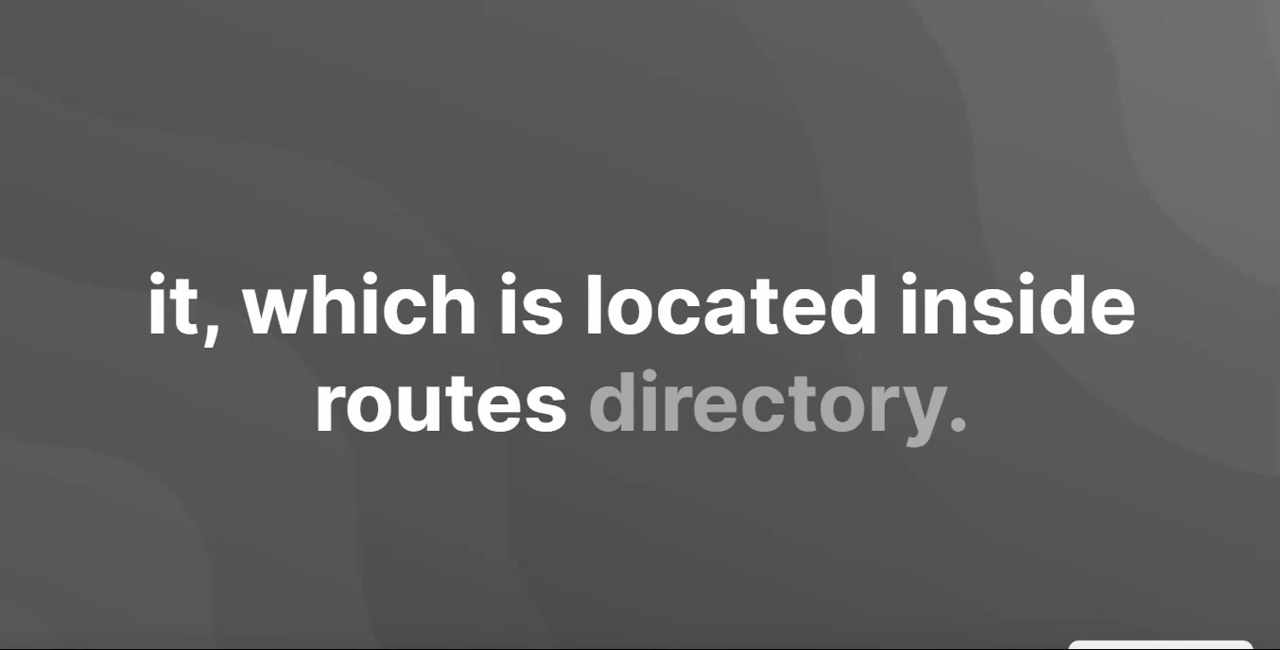 it, which is located inside
routes directory.